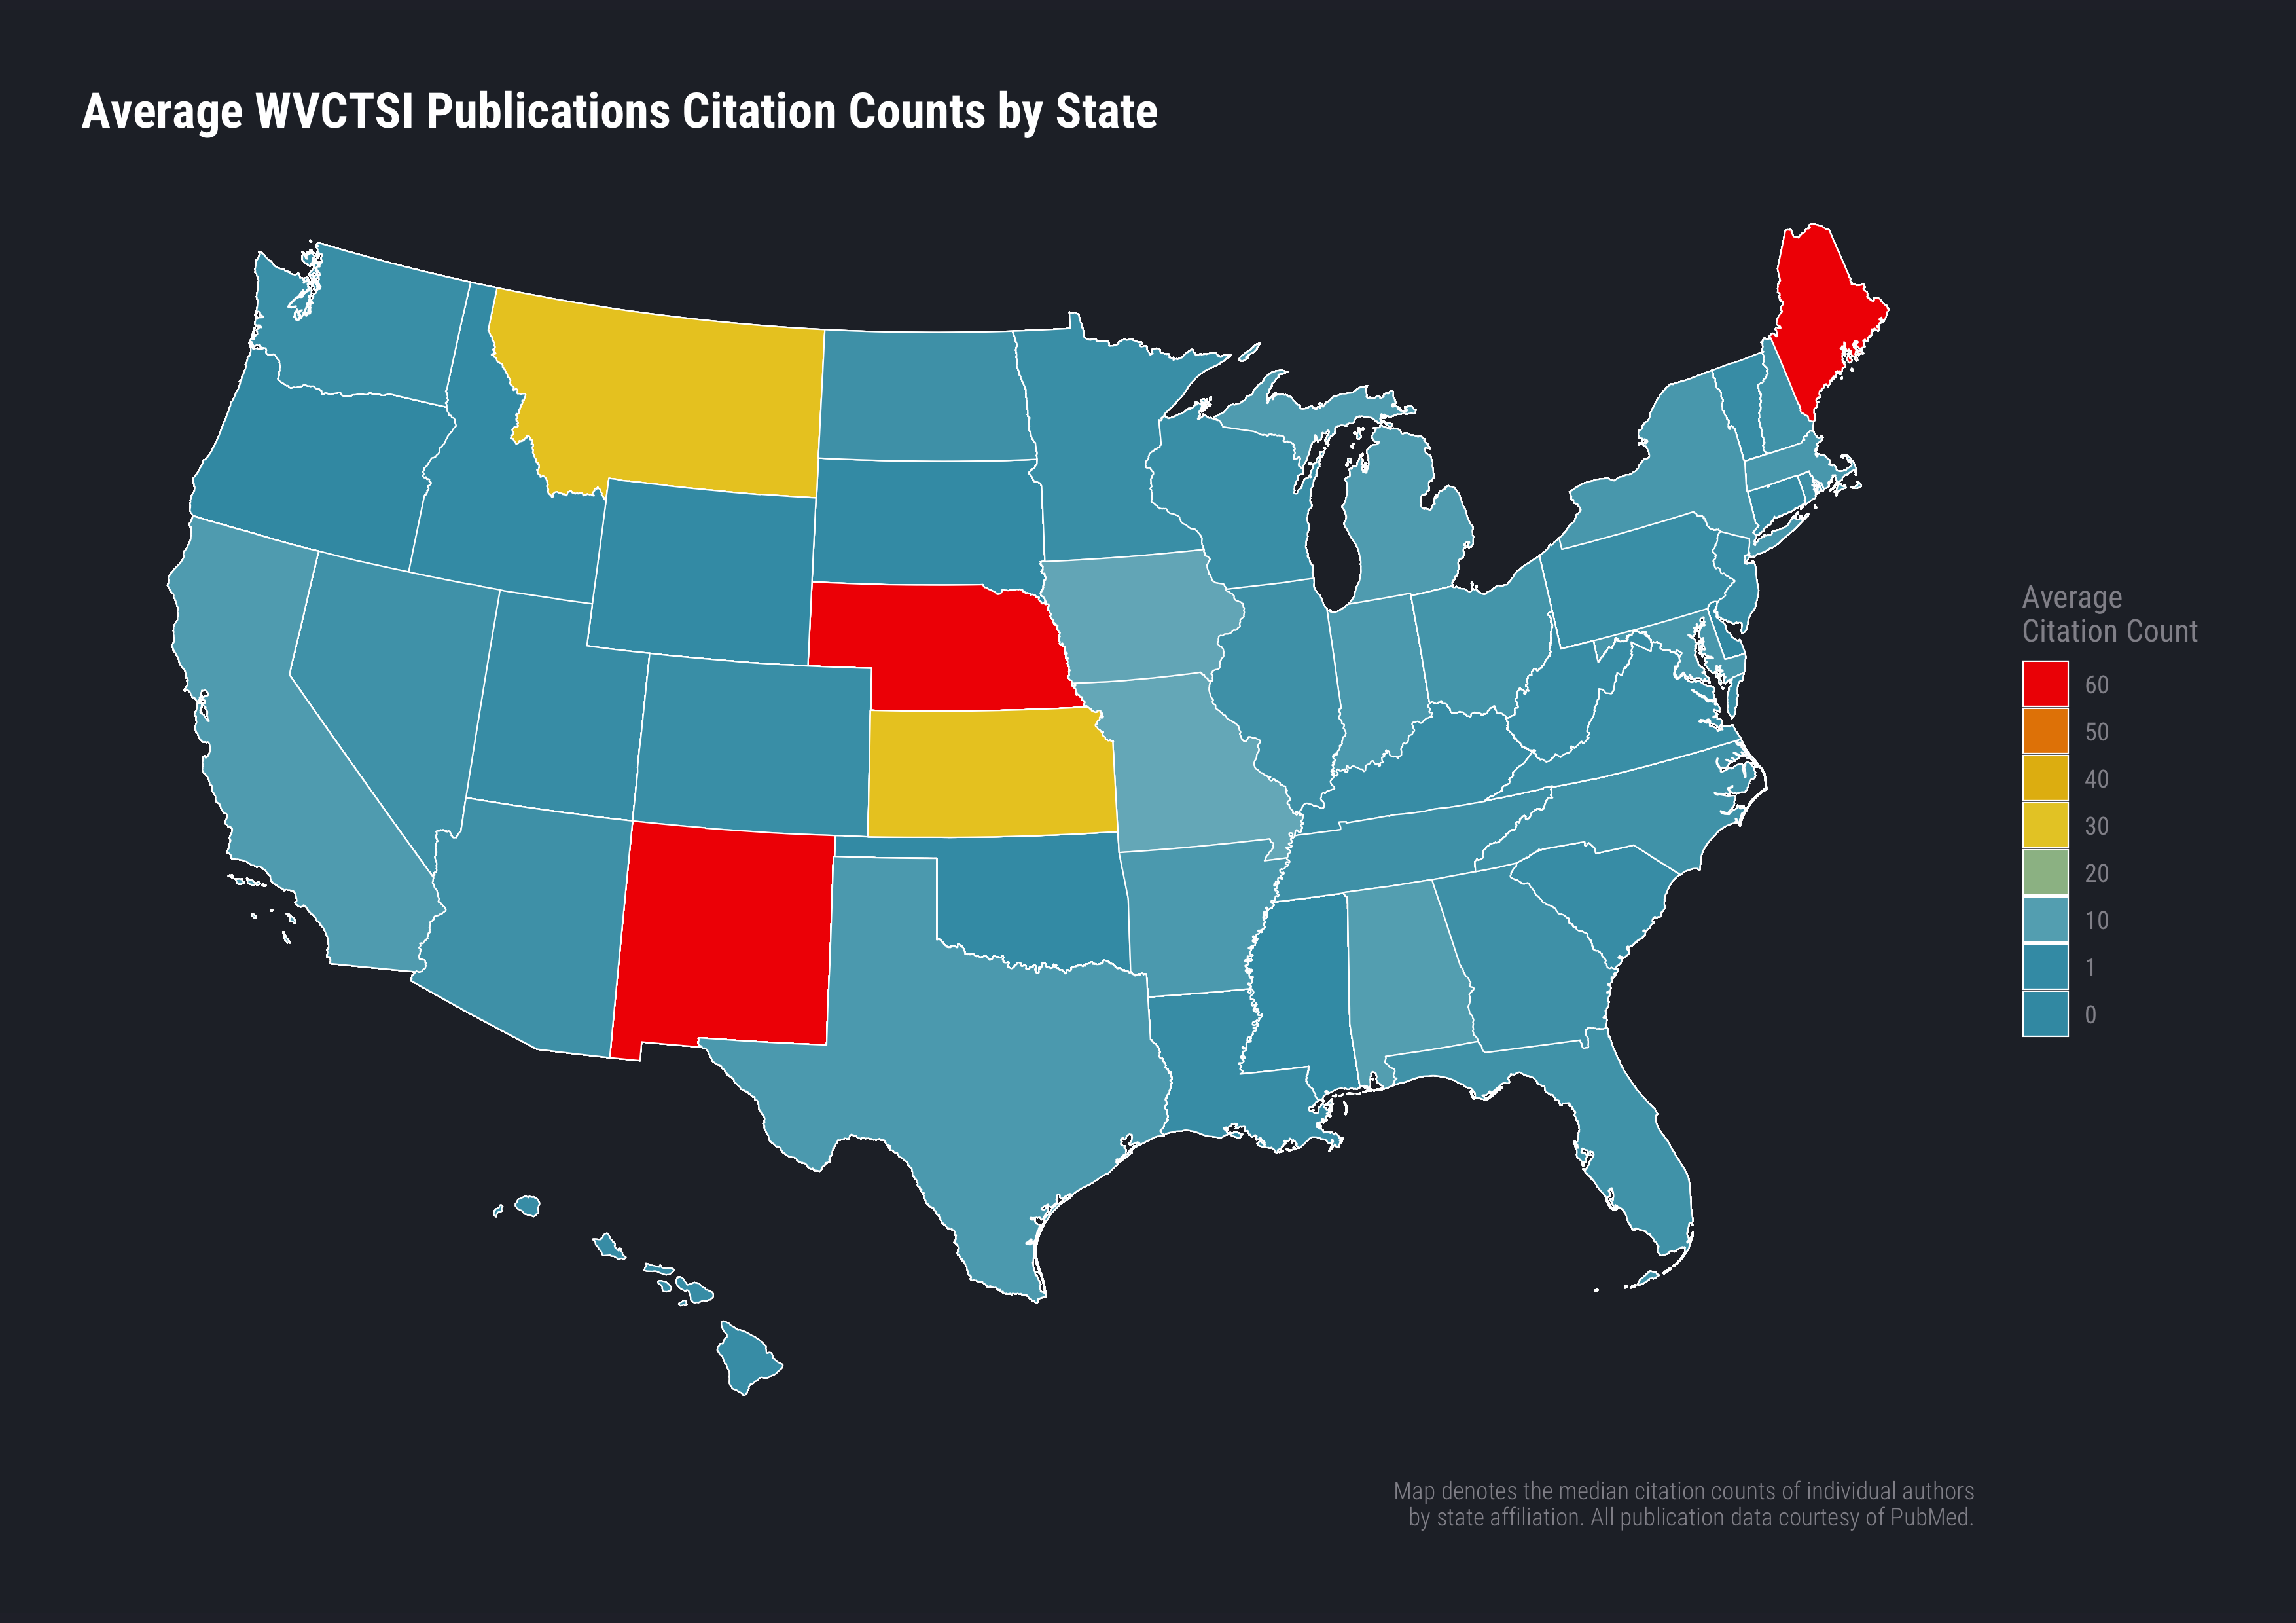 Average WVCTSI Publications Citation Counts by State
Average
Citation Count
60
50
40
30
20
10
1
0
Map denotes the median citation counts of individual authors
by state affiliation. All publication data courtesy of PubMed.